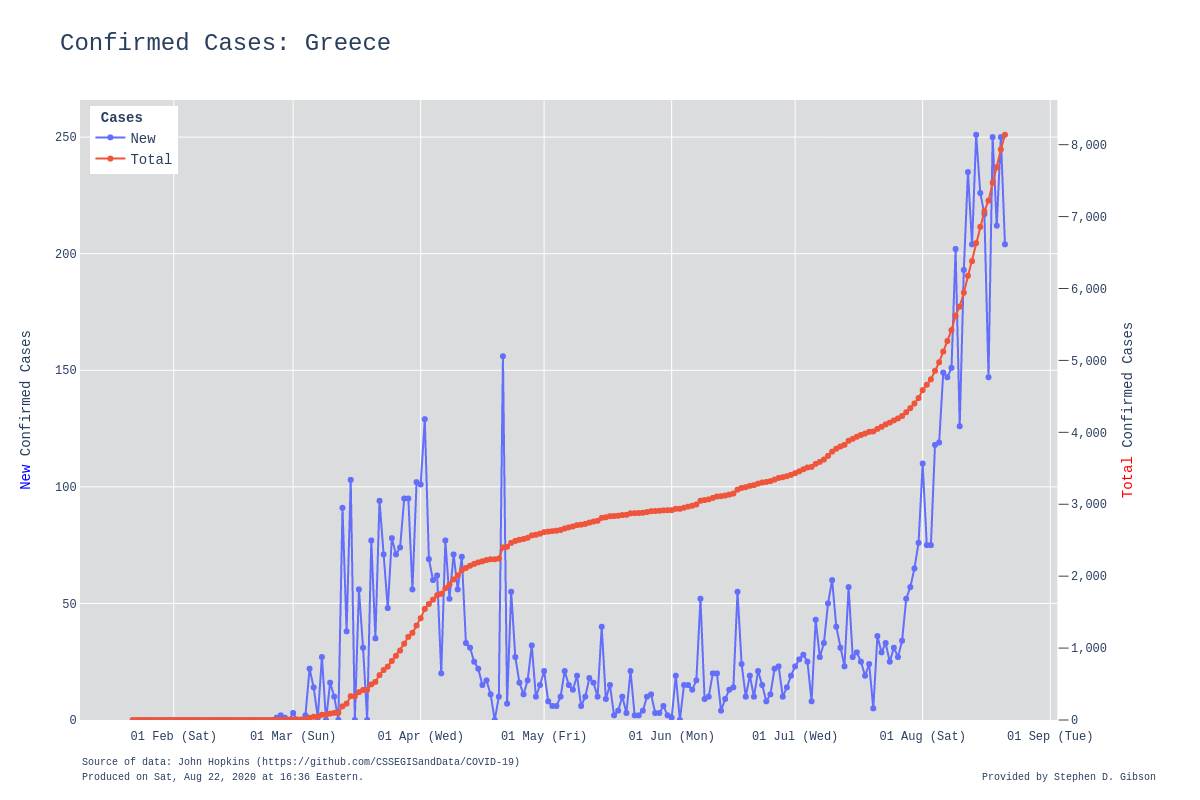 Confirmed Cases: Greece
Cases
New
Total
250
200
150
100
50
0
8,000
7,000
6,000
5,000
4,000
3,000
2,000
1,000
0
New Confirmed Cases
Total Confirmed Cases
01 Feb (Sat) 01 Mar (Sun) 01 Apr (Wed) 01 May (Fri) 01 Jun (Mon) 01 Jul (Wed) 01 Aug (Sat) 01 Sep (Tue)
Source of data: John Hopkins (https://github.com/CSSEGISandData/COVID-19)
Produced on Sat, Aug 22, 2020 at 16:36 Eastern.
Provided by Stephen D. Gibson